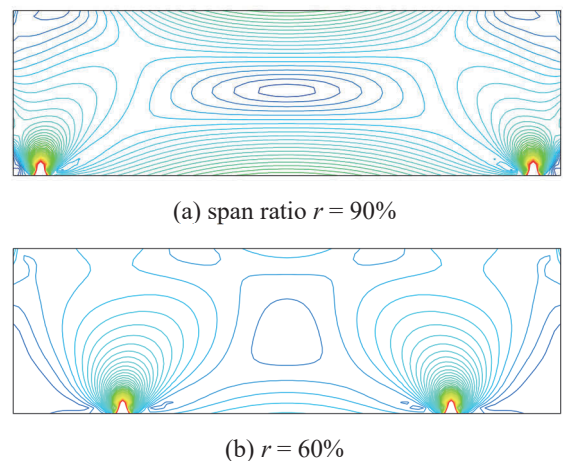 (a) span ratio r = 90%
(b) r = 60%